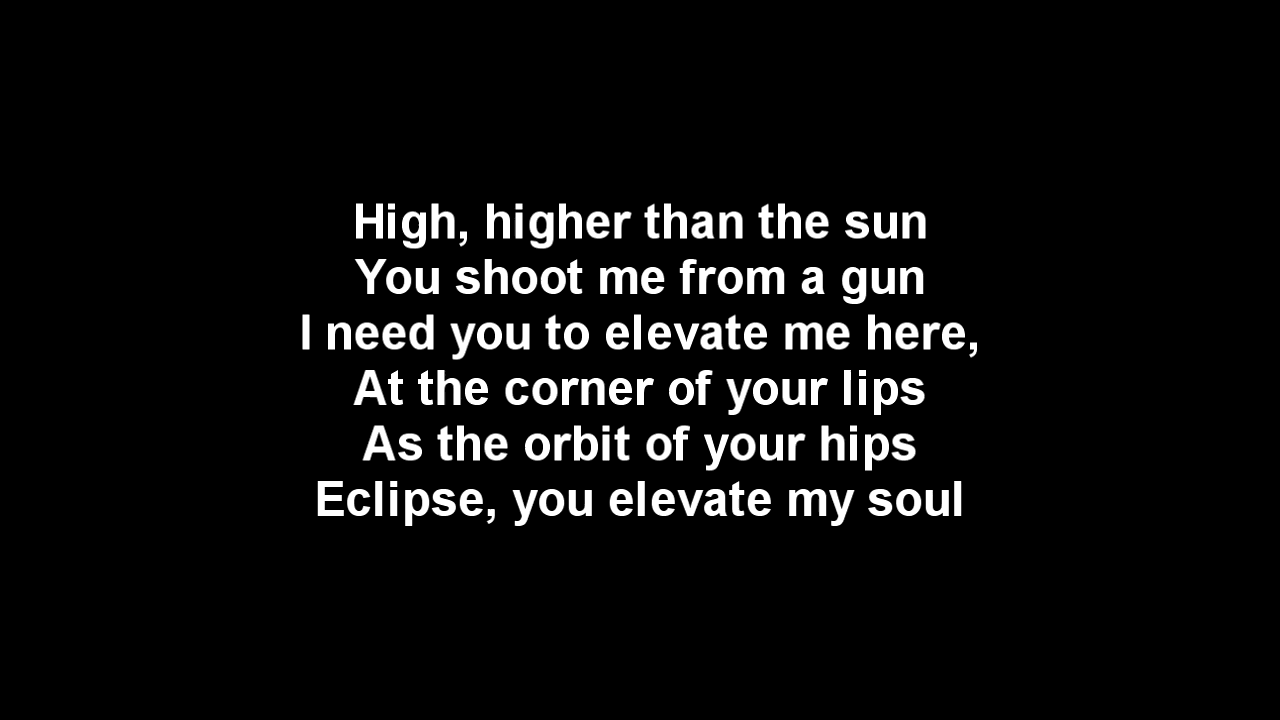 High, higher than the sun
You shoot me from a gun
I need you to elevate me here,
At the corner of your lips
As the orbit of your hips
Eclipse, you elevate my soul